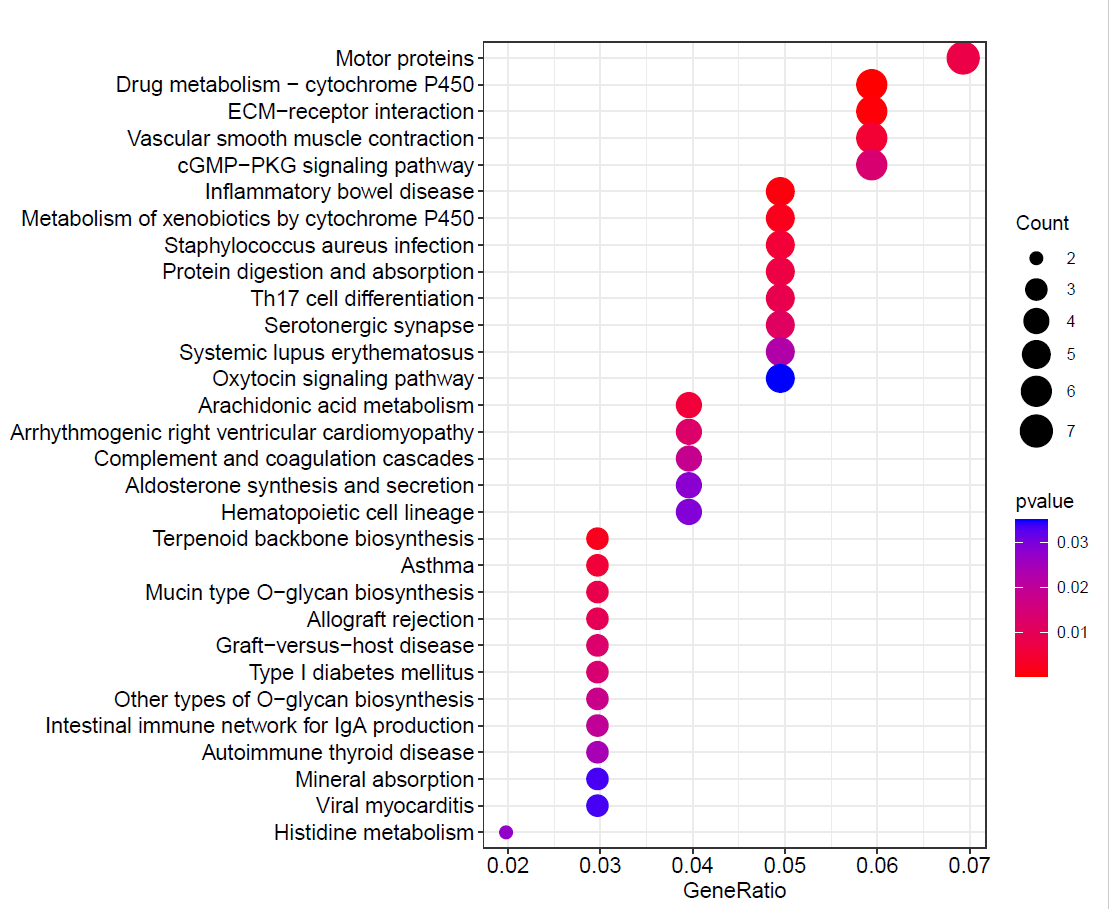 Motor proteins
Drug metabolism − cytochrome P450
ECM−receptor interaction
Vascular smooth muscle contraction
cGMP−PKG signaling pathway
Inflammatory bowel disease
Metabolism of xenobiotics by cytochrome P450
Staphylococcus aureus infection
Protein digestion and absorption
Th17 cell differentiation
Serotonergic synapse
Systemic lupus erythematosus
Oxytocin signaling pathway
Arachidonic acid metabolism
Arrhythmogenic right ventricular cardiomyopathy
Complement and coagulation cascades
Aldosterone synthesis and secretion
Hematopoietic cell lineage
Terpenoid backbone biosynthesis
Asthma
Mucin type O−glycan biosynthesis
Allograft rejection
Graft−versus−host disease
Type I diabetes mellitus
Other types of O−glycan biosynthesis
Intestinal immune network for IgA production
Autoimmune thyroid disease
Mineral absorption
Viral myocarditis
Histidine metabolism
0.02 0.03 0.04 0.05 0.06 0.07
GeneRatio
Count
2
3
4
5
6
7
pvalue
0.03
0.02
0.01